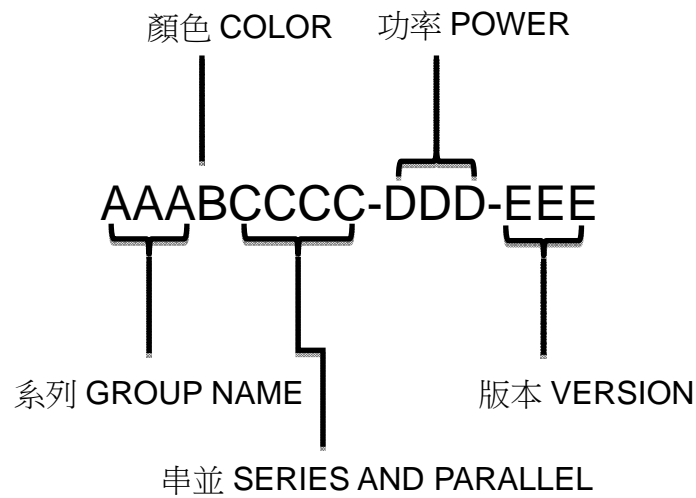 顏色 COLOR 功率 POWER
AAABCCCC-DDD-EEE
系列 GROUP NAME 版本 VERSION
串並 SERIES AND PARALLEL